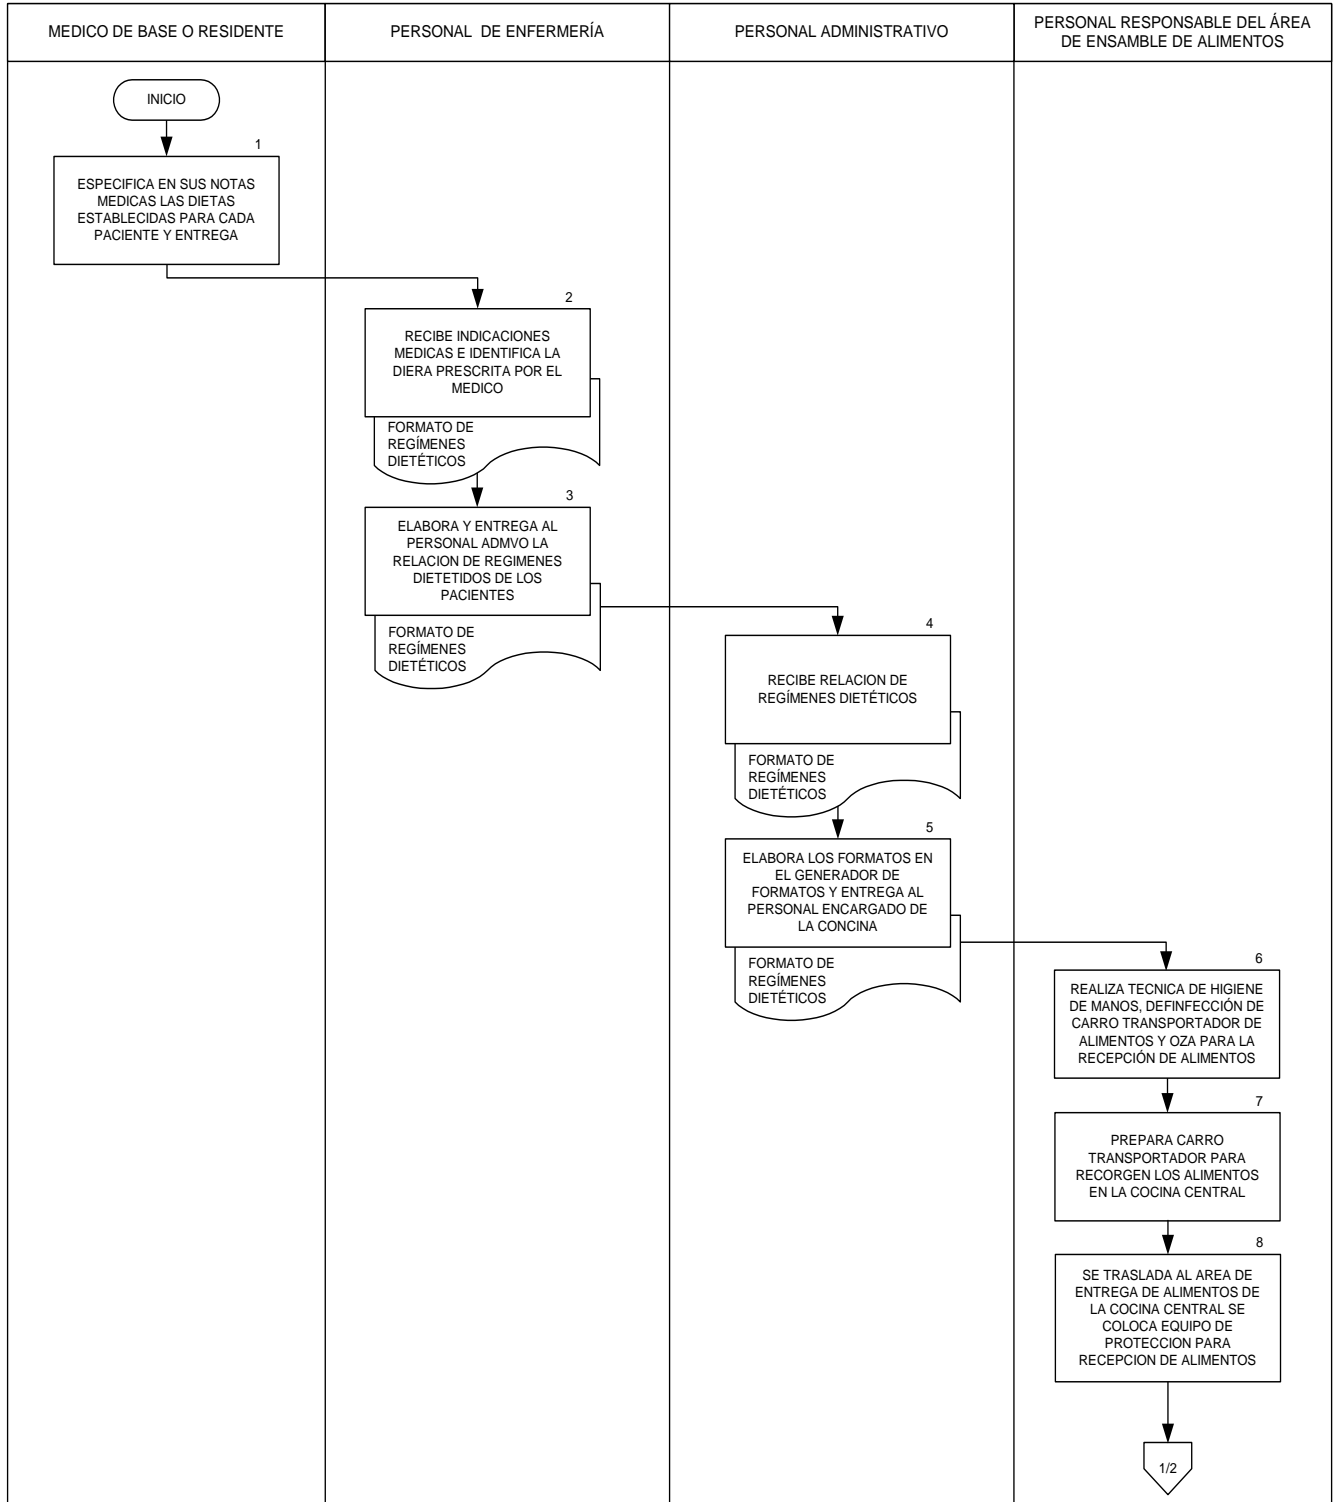 MEDICO DE BASE O RESIDENTE
PERSONAL DE ENFERMERÍA
PERSONAL ADMINISTRATIVO
PERSONAL RESPONSABLE DEL ÁREA
DE ENSAMBLE DE ALIMENTOS
INICIO
1
ESPECIFICA EN SUS NOTAS
MEDICAS LAS DIETAS
ESTABLECIDAS PARA CADA
PACIENTE Y ENTREGA
2
RECIBE INDICACIONES
MEDICAS E IDENTIFICA LA
DIERA PRESCRITA POR EL
MEDICO
FORMATO DE
REGÍMENES
DIETÉTICOS
3
ELABORA Y ENTREGA AL
PERSONAL ADMVO LA
RELACION DE REGIMENES
DIETETIDOS DE LOS
PACIENTES
FORMATO DE
REGÍMENES
DIETÉTICOS
4
RECIBE RELACION DE
REGÍMENES DIETÉTICOS
FORMATO DE
REGÍMENES
DIETÉTICOS
5
ELABORA LOS FORMATOS EN
EL GENERADOR DE
FORMATOS Y ENTREGA AL
PERSONAL ENCARGADO DE
LA CONCINA
FORMATO DE
REGÍMENES
DIETÉTICOS
6
REALIZA TECNICA DE HIGIENE
DE MANOS, DEFINFECCIÓN DE
CARRO TRANSPORTADOR DE
ALIMENTOS Y OZA PARA LA
RECEPCIÓN DE ALIMENTOS
7
PREPARA CARRO
TRANSPORTADOR PARA
RECORGEN LOS ALIMENTOS
EN LA COCINA CENTRAL
8
SE TRASLADA AL AREA DE
ENTREGA DE ALIMENTOS DE
LA COCINA CENTRAL SE
COLOCA EQUIPO DE
PROTECCION PARA
RECEPCION DE ALIMENTOS
1/2